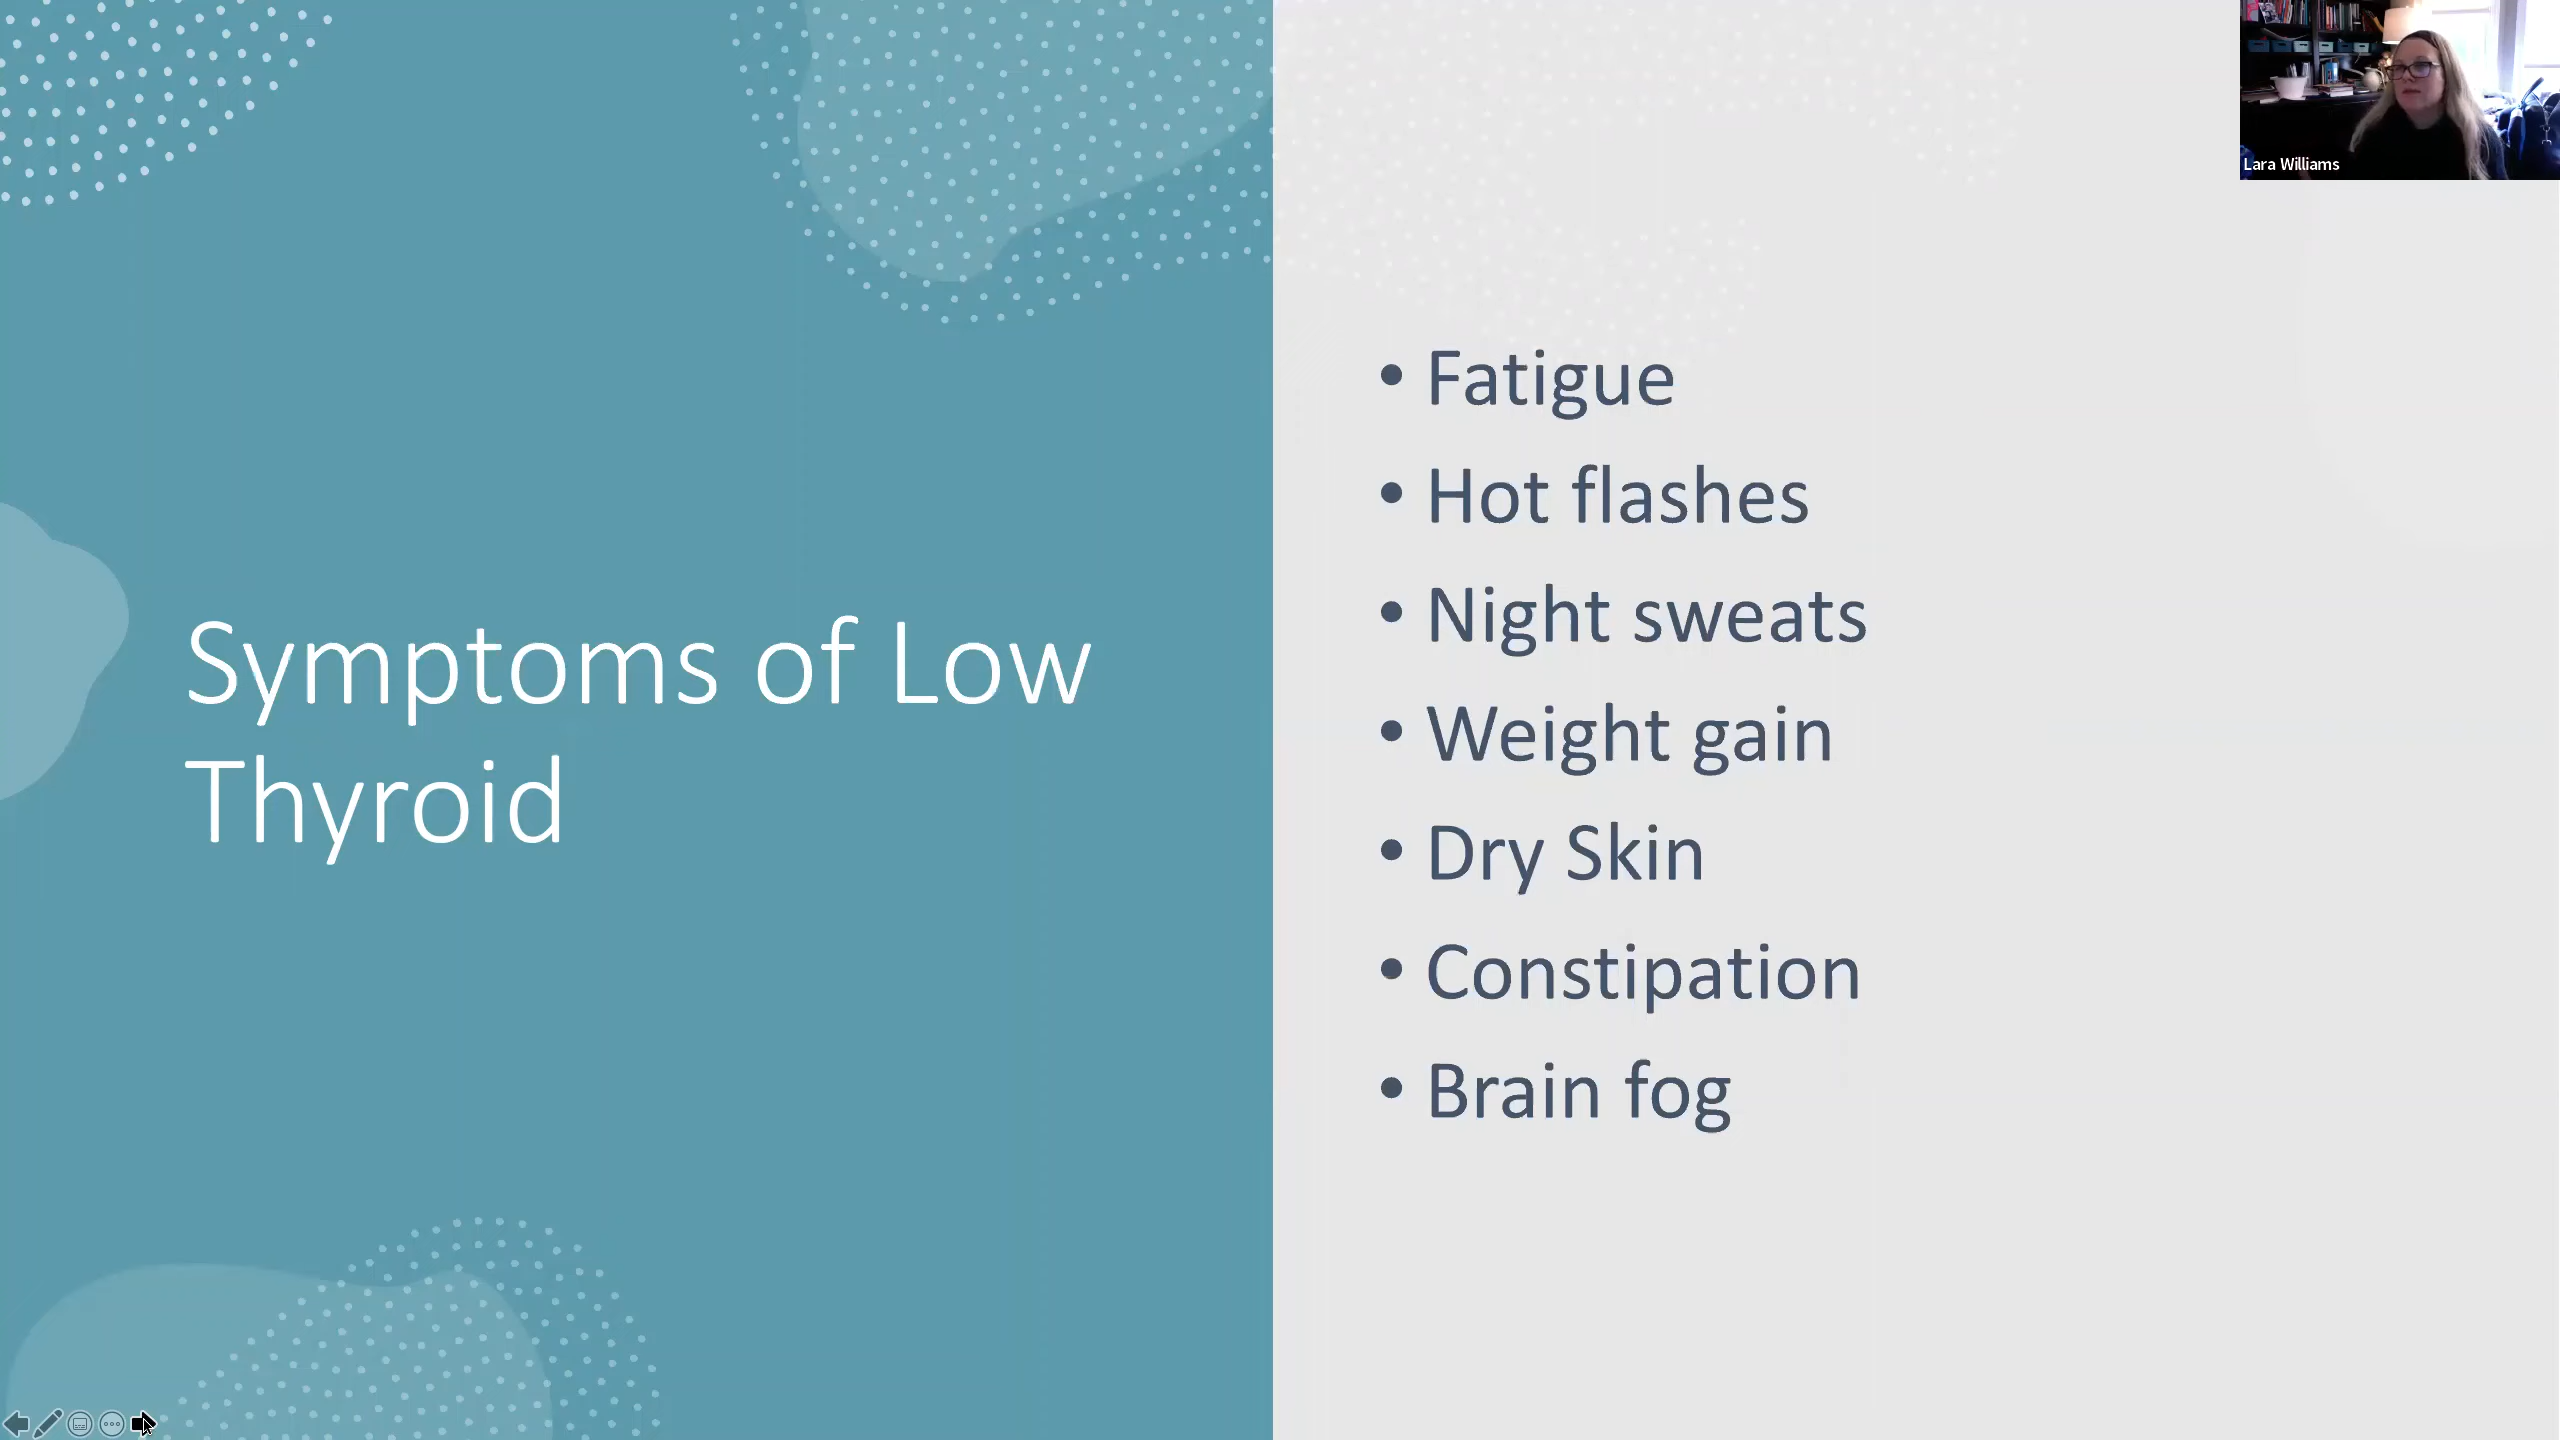 Lara Williams
Symptoms of Low
Thyroid
• Fatigue
• Hot flashes
• Night sweats
• Weight gain
• Dry Skin
• Constipation
• Brain fog